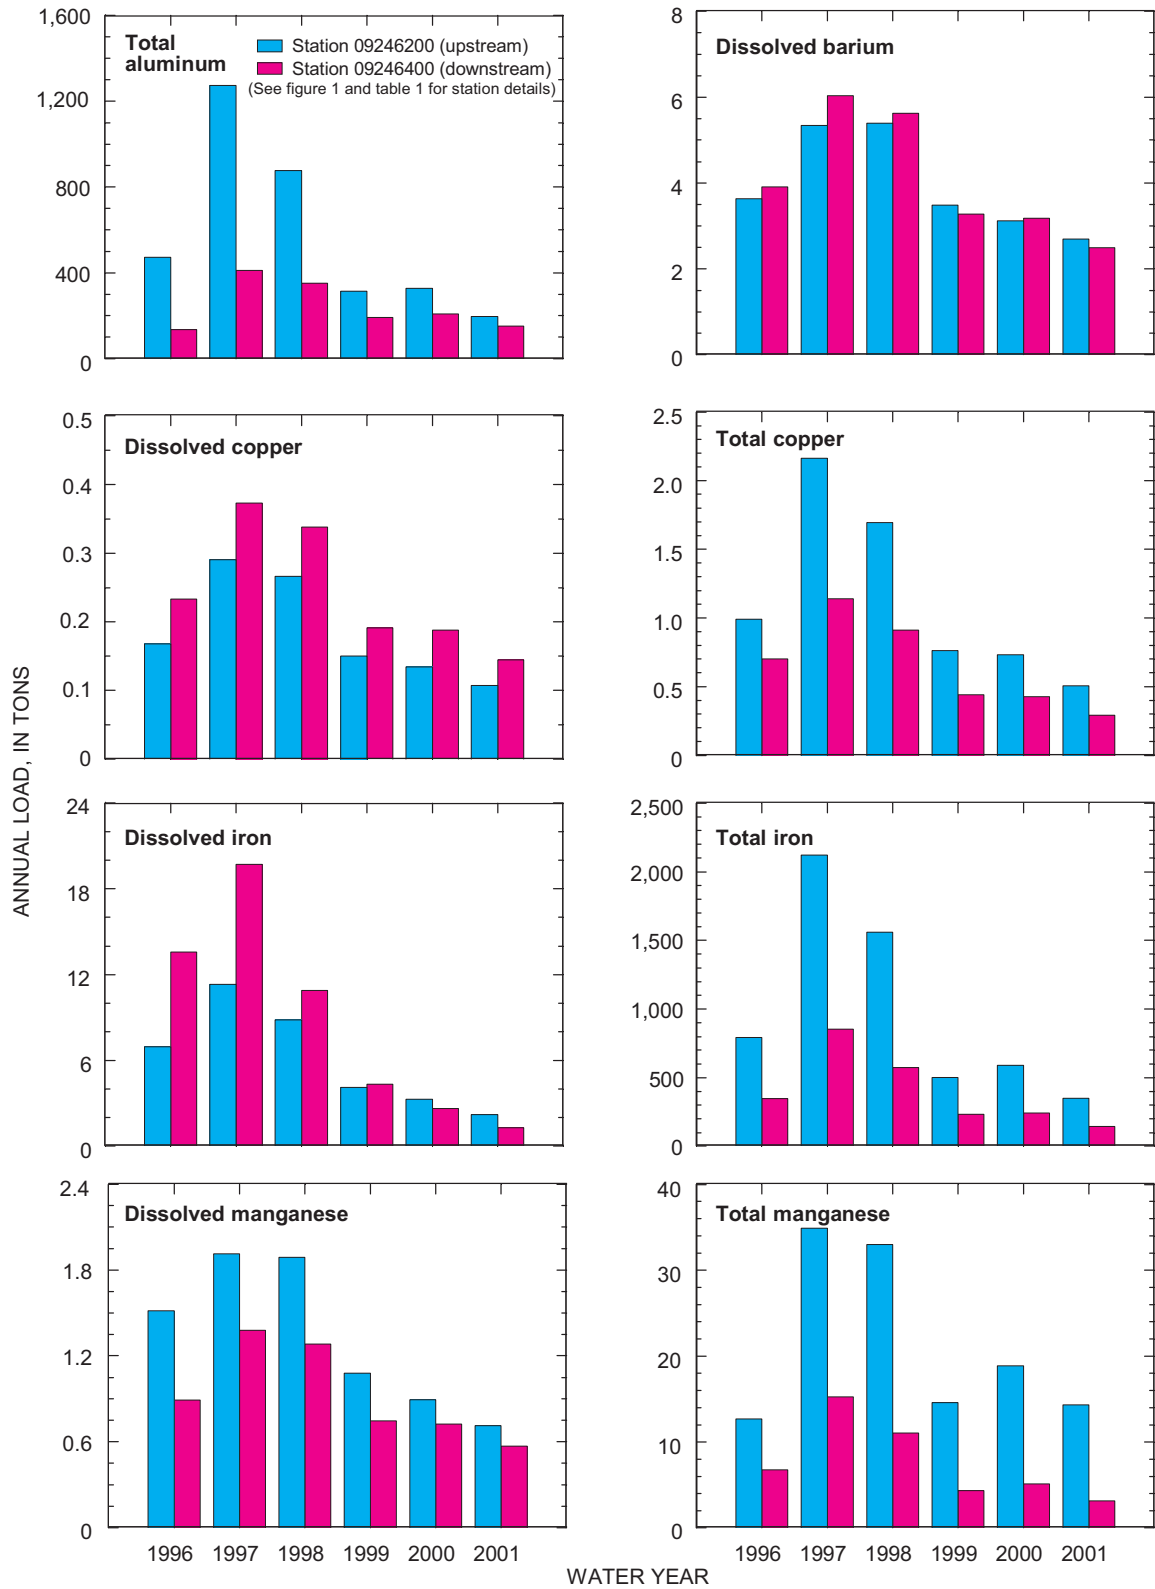 Total
aluminum
Station 09246200 (upstream)
Station 09246400 (downstream)
(See figure 1 and table 1 for station details)
1,600
1,200
800
400
0
Dissolved barium
8
6
4
2
0
Dissolved copper
0.5
0.4
0.3
0.2
0.1
0
Total copper
2.5
2.0
1.5
1.0
0.5
0
ANNUAL LOAD, IN TONS
Dissolved iron
24
18
12
6
0
Total iron
2,500
2,000
1,500
1,000
500
0
Dissolved manganese
2.4
1.8
1.2
0.6
0
1996 1997 1998 1999 2000 2001
Total manganese
40
30
20
10
0
1996 1997 1998 1999 2000 2001
WATER YEAR